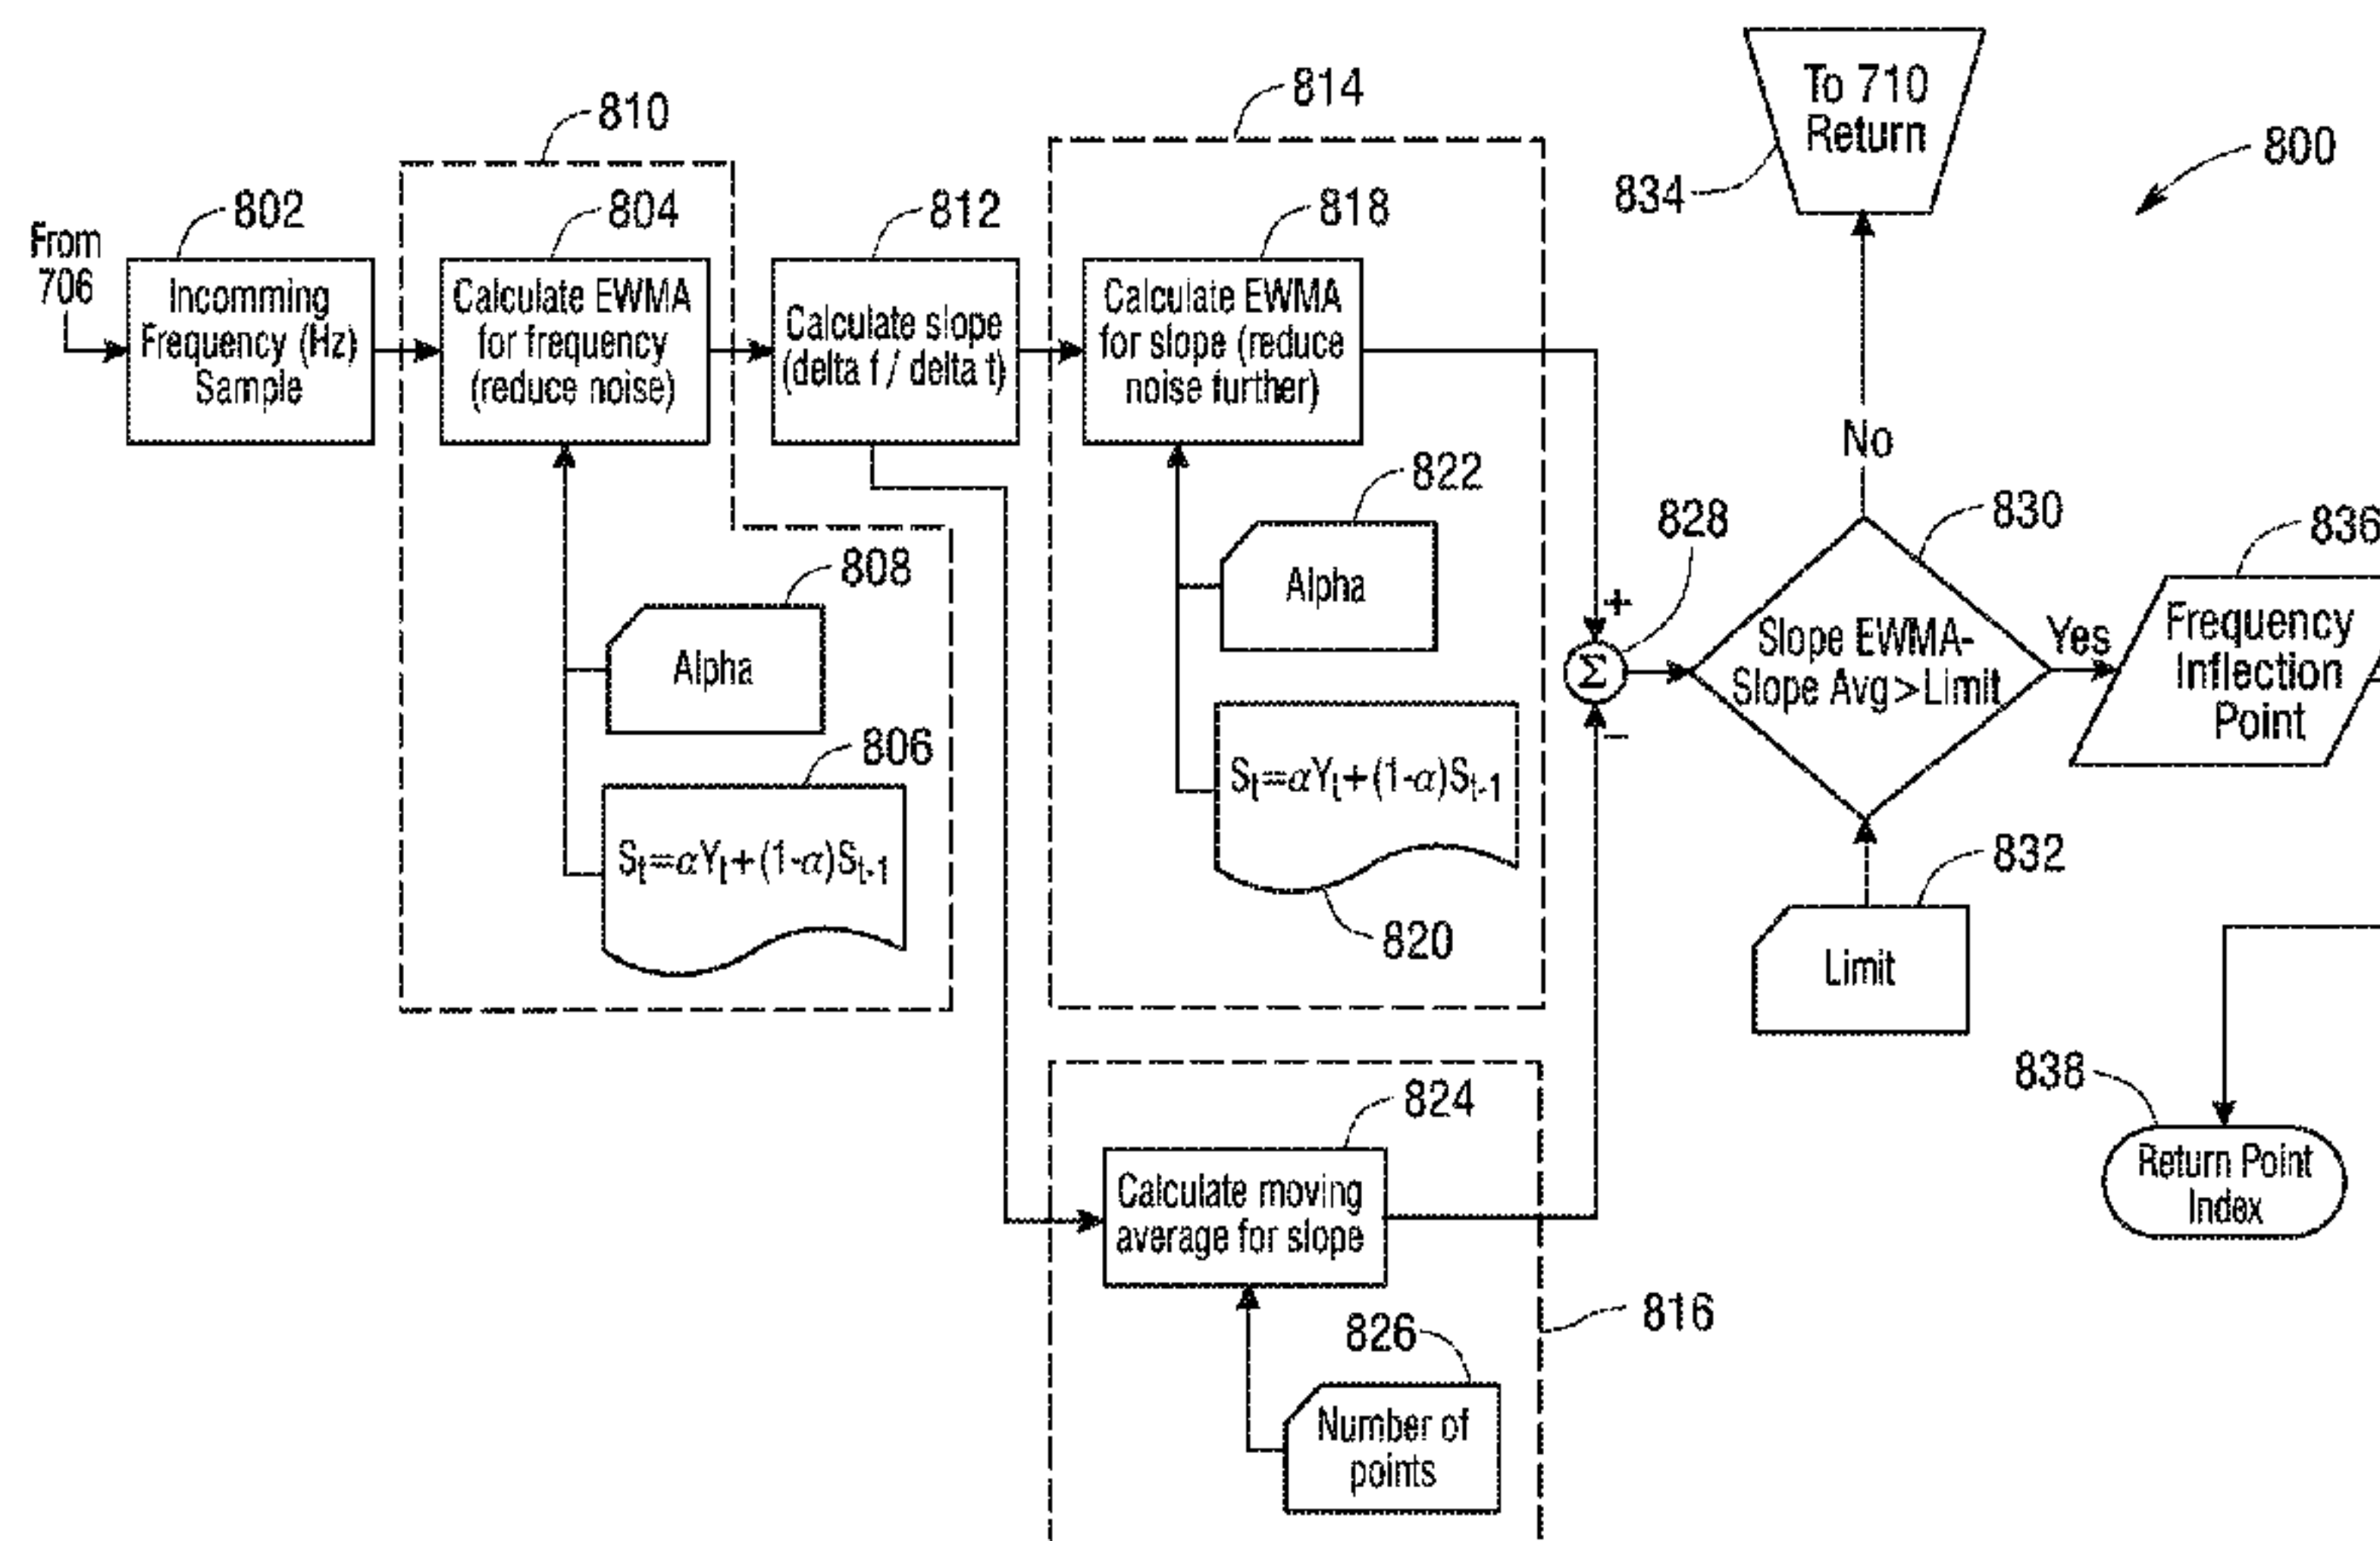 From
706
802
Incomming
Frequency (Hz)
Sample
810
804
Calculate EWMA
for frequency
(reduce noise)
808
Alpha
806
St=αYt+(1-α)St-1
812
Calculate slope
(delta f / delta t)
814
818
Calculate EWMA
for slope (reduce
noise further)
822
Alpha
St=αYt+(1-α)St-1
820
824
Calculate moving
average for slope
816
826
Number of
points
828
+
Σ
-
830
Slope EWMA-
Slope Avg>Limit
No
To 710
Return
834
800
Yes
836
Frequency
Inflection
Point
832
Limit
838
Return Point
Index